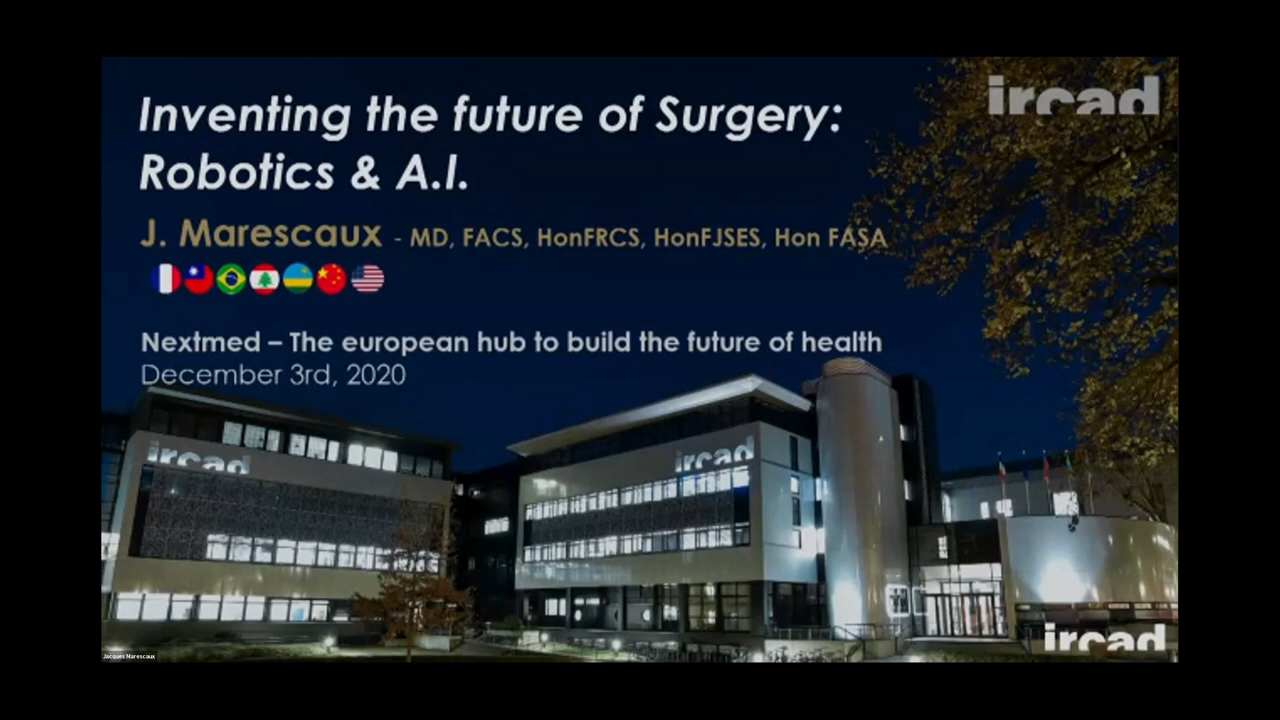 ircad
Inventing the future of Surgery:
Robotics & A.I.
J. Marescaux - MD, FACS, HonFRCS, HonFJSES, Hon FASA
Nextmed – The european hub to build the future of health
December 3rd, 2020
ircad
ircad
ircad
Jacques Marescaux